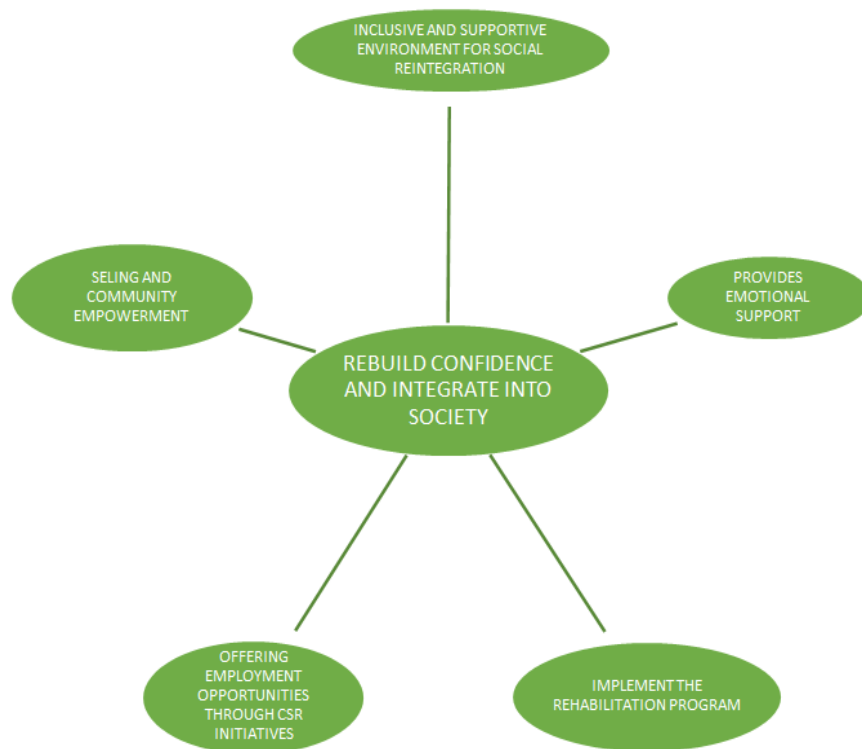 INCLUSIVE AND SUPPORTIVE
ENVIRONMENT FOR SOCIAL
REINTEGRATION
SELING AND
COMMUNITY
EMPOWERMENT
PROVIDES
EMOTIONAL
SUPPORT
REBUILD CONFIDENCE
AND INTEGRATE INTO
SOCIETY
OFFERING
EMPLOYMENT
OPPORTUNITIES
THROUGH CSR
INITIATIVES
IMPLEMENT THE
REHABILITATION PROGRAM